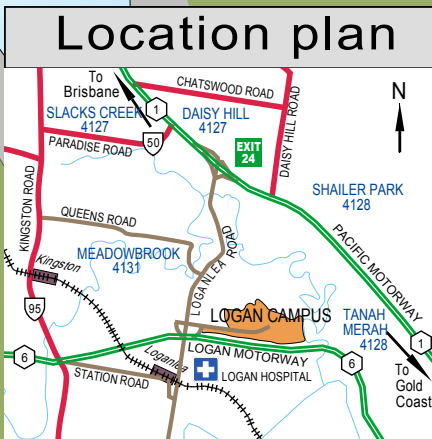 Location plan
To
Brisbane
CHATSWOOD ROAD
N
1
SLACKS CREEK
4127
DAISY HILL
4127
50
PARADISE ROAD
EXIT
24
DAISY HILL ROAD
SHAILER PARK
4128
KINGSTON ROAD
QUEENS ROAD
LOGANLEA ROAD
PACIFIC MOTORWAY
MEADOWBROOK
4131
Kingston
95
LOGAN CAMPUS
TANAH
MERAH
4128
1
6
LOGAN MOTORWAY
6
Loganlea
To
Gold
Coast
STATION ROAD
LOGAN HOSPITAL